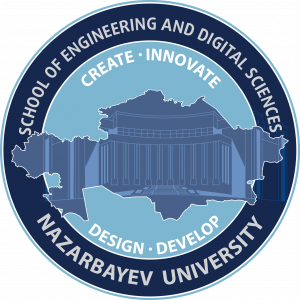 SCHOOL OF ENGINEERING AND DIGITAL SCIENCES
CREATE · INNOVATE
DESIGN · DEVELOP
NAZARBAYEV UNIVERSITY